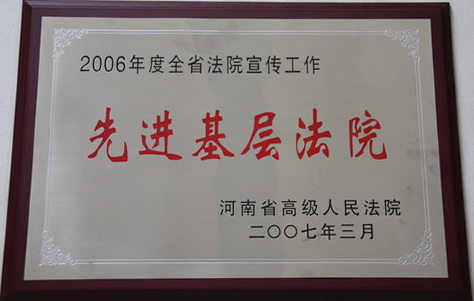 2006年度全省法院宣传工作
先进基层法院
河南省高级人民法院
二〇〇七年三月